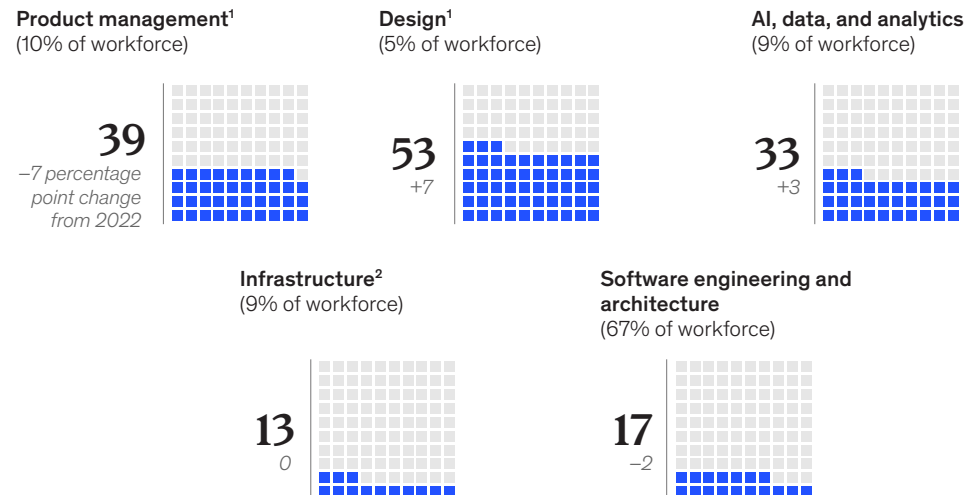 Product management¹
(10% of workforce)
39
–7 percentage
point change
from 2022
Design¹
(5% of workforce)
53
+7
AI, data, and analytics
(9% of workforce)
33
+3
Infrastructure²
(9% of workforce)
13
0
Software engineering and
architecture
(67% of workforce)
17
–2